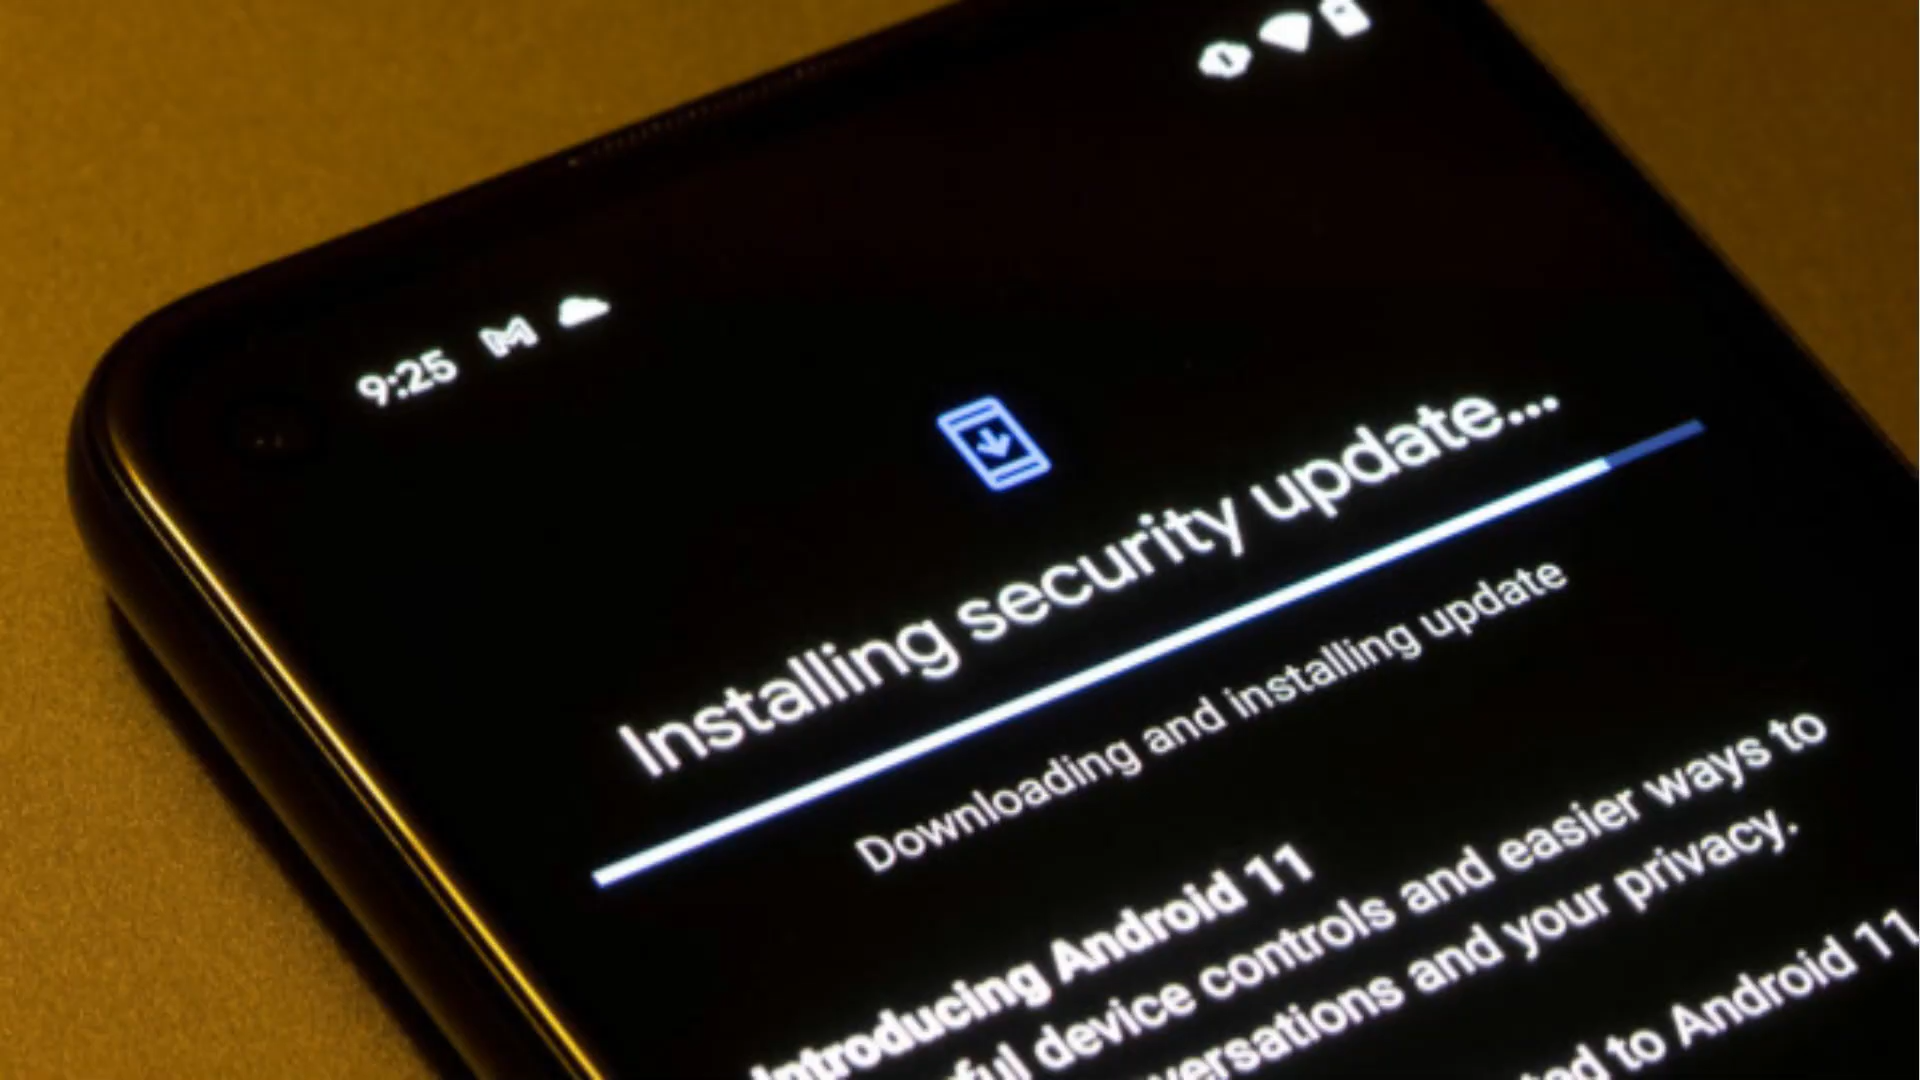 9:25
Installing security update...
Downloading and installing update
Introducing Android 11
device controls and easier ways to
and your privacy.
to Android 11